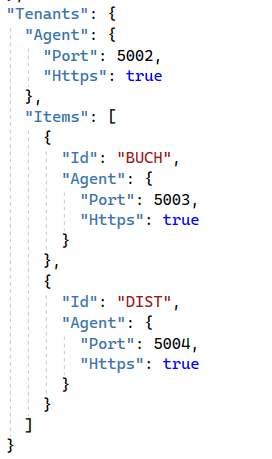 "Tenants": {
  "Agent": {
    "Port": 5002,
    "Https": true
  },
  "Items": [
    {
      "Id": "BUCH",
      "Agent": {
        "Port": 5003,
        "Https": true
      }
    },
    {
      "Id": "DIST",
      "Agent": {
        "Port": 5004,
        "Https": true
      }
    }
  ]
}